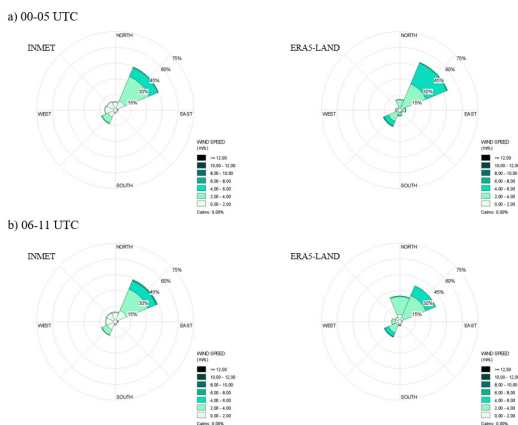 a) 00-05 UTC
INMET
NORTH
75%
60%
45%
30%
15%
WEST
EAST
SOUTH
WIND SPEED
(m/s)
>= 12,00
10,00 - 12,00
8,00 - 10,00
6,00 - 8,00
4,00 - 6,00
2,00 - 4,00
0,00 - 2,00
Calms: 0,00%
ERA5-LAND
NORTH
75%
60%
45%
30%
15%
WEST
EAST
SOUTH
WIND SPEED
(m/s)
>= 12,00
10,00 - 12,00
8,00 - 10,00
6,00 - 8,00
4,00 - 6,00
2,00 - 4,00
0,00 - 2,00
Calms: 0,00%
b) 06-11 UTC
INMET
NORTH
75%
60%
45%
30%
15%
WEST
EAST
SOUTH
WIND SPEED
(m/s)
>= 12,00
10,00 - 12,00
8,00 - 10,00
6,00 - 8,00
4,00 - 6,00
2,00 - 4,00
0,00 - 2,00
Calms: 0,00%
ERA5-LAND
NORTH
75%
60%
45%
30%
15%
WEST
EAST
SOUTH
WIND SPEED
(m/s)
>= 12,00
10,00 - 12,00
8,00 - 10,00
6,00 - 8,00
4,00 - 6,00
2,00 - 4,00
0,00 - 2,00
Calms: 0,00%